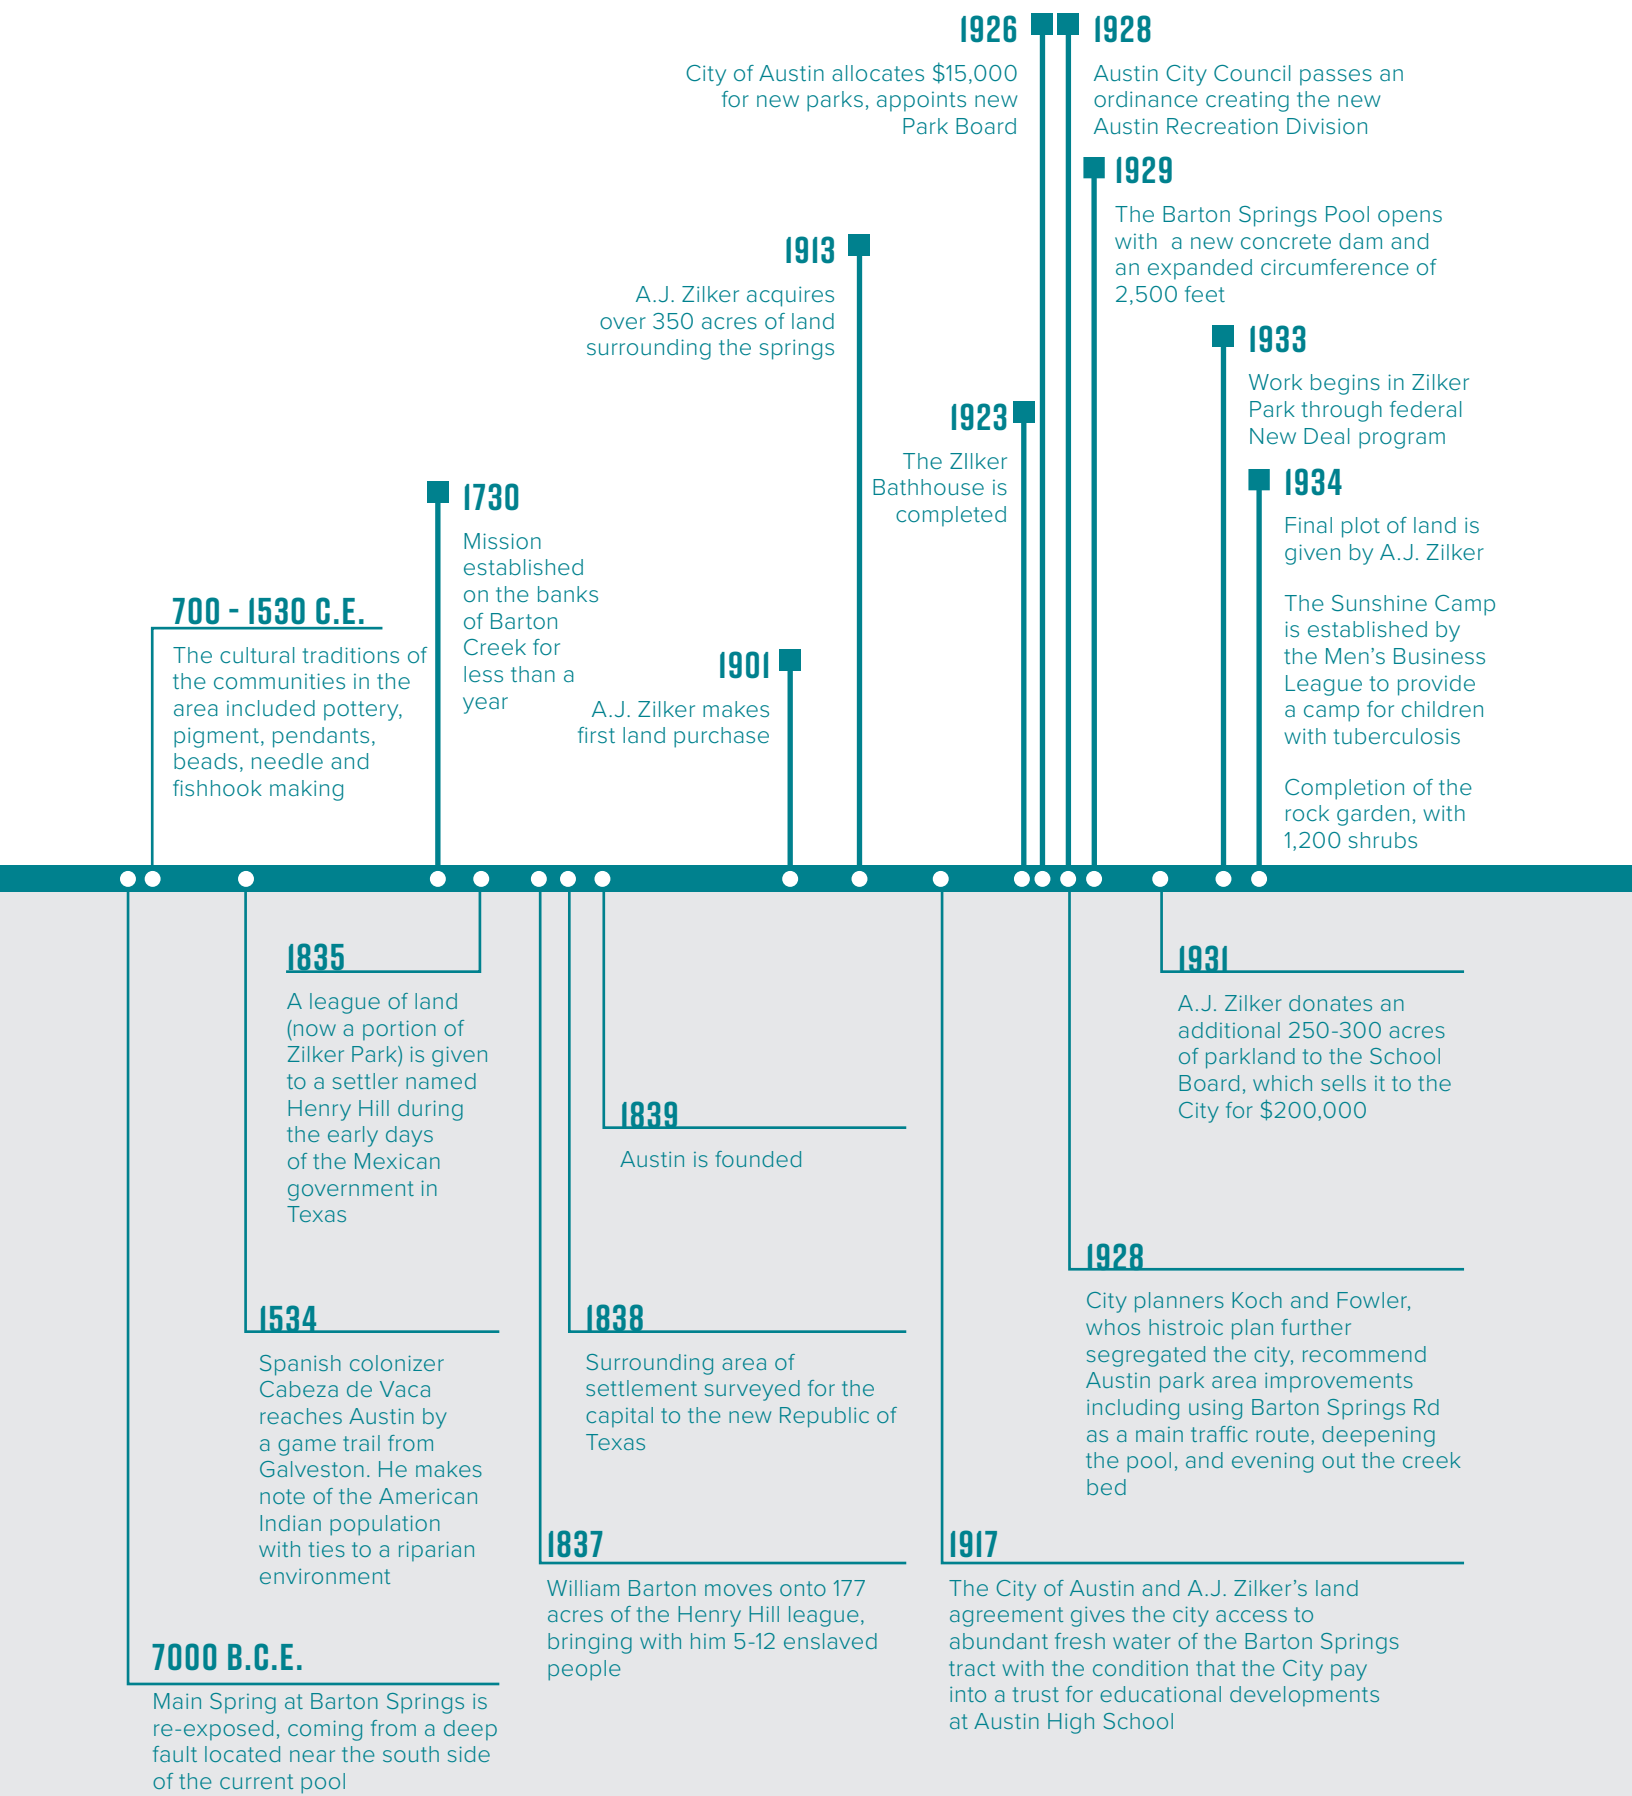 1926
City of Austin allocates $15,000
for new parks, appoints new
Park Board
1928
Austin City Council passes an
ordinance creating the new
Austin Recreation Division
1929
The Barton Springs Pool opens
with a new concrete dam and
an expanded circumference of
2,500 feet
1913
A.J. Zilker acquires
over 350 acres of land
surrounding the springs
1933
Work begins in Zilker
Park through federal
New Deal program
1923
The ZIlker
Bathhouse is
completed
1934
Final plot of land is
given by A.J. Zilker
The Sunshine Camp
is established by
the Men's Business
League to provide
a camp for children
with tuberculosis
Completion of the
rock garden, with
1,200 shrubs
1730
Mission
established
on the banks
of Barton
Creek for
less than a
year
700 - 1530 C.E.
The cultural traditions of
the communities in the
area included pottery,
pigment, pendants,
beads, needle and
fishhook making
1901
A.J. Zilker makes
first land purchase
1835
A league of land
(now a portion of
Zilker Park) is given
to a settler named
Henry Hill during
the early days
of the Mexican
government in
Texas
1931
A.J. Zilker donates an
additional 250-300 acres
of parkland to the School
Board, which sells it to the
City for $200,000
1839
Austin is founded
1928
City planners Koch and Fowler,
whos histroic plan further
segregated the city, recommend
Austin park area improvements
including using Barton Springs Rd
as a main traffic route, deepening
the pool, and evening out the creek
bed
1534
Spanish colonizer
Cabeza de Vaca
reaches Austin by
a game trail from
Galveston. He makes
note of the American
Indian population
with ties to a riparian
environment
1838
Surrounding area of
settlement surveyed for the
capital to the new Republic of
Texas
1837
William Barton moves onto 177
acres of the Henry Hill league,
bringing with him 5-12 enslaved
people
1917
The City of Austin and A.J. Zilker's land
agreement gives the city access to
abundant fresh water of the Barton Springs
tract with the condition that the City pay
into a trust for educational developments
at Austin High School
7000 B.C.E.
Main Spring at Barton Springs is
re-exposed, coming from a deep
fault located near the south side
of the current pool